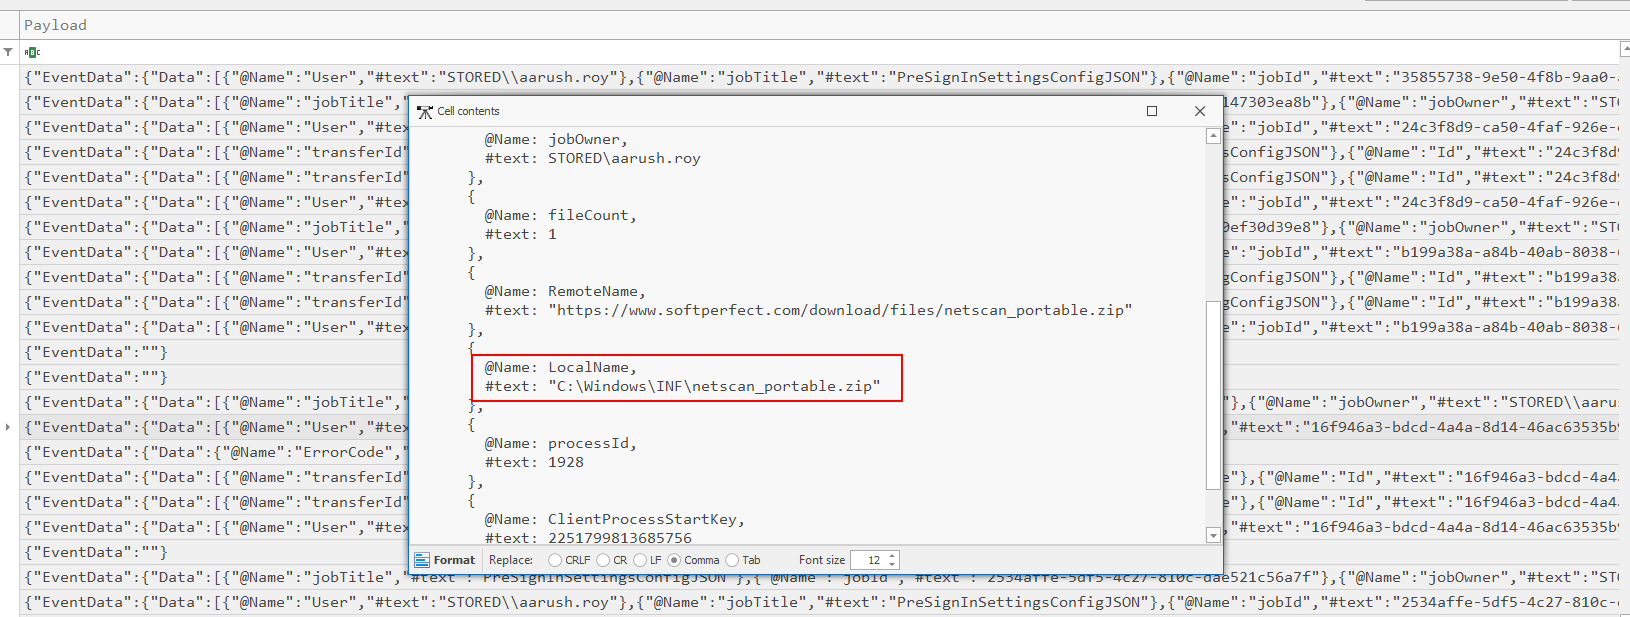 Payload
ABC
{"EventData":{"Data":[{"@Name":"User","#text":"STORED\\aarush.roy"},{"@Name":"jobTitle","#text":"PreSignInSettingsConfigJSON"},{"@Name":"jobId","#text":"35855738-9e50-4f8b-9aa0-
{"EventData":{"Data":[{"@Name":"jobTitle", 147303ea8b"},{"@Name":"jobOwner","#text":"STO
{"EventData":{"Data":[{"@Name":"User","#tex e":"jobId","#text":"24c3f8d9-ca50-4faf-926e-
{"EventData":{"Data":[{"@Name":"transferId" sConfigJSON"},{"@Name":"Id","#text":"24c3f8d9
{"EventData":{"Data":[{"@Name":"transferId" sConfigJSON"},{"@Name":"Id","#text":"24c3f8d9
{"EventData":{"Data":[{"@Name":"User","#tex e":"jobId","#text":"24c3f8d9-ca50-4faf-926e-
{"EventData":{"Data":[{"@Name":"jobTitle", 0ef30d39e8"},{"@Name":"jobOwner","#text":"STO
{"EventData":{"Data":[{"@Name":"User","#tex e":"jobId","#text":"b199a38a-a84b-40ab-8038-
{"EventData":{"Data":[{"@Name":"transferId" gConfigJSON"},{"@Name":"Id","#text":"b199a38a
{"EventData":{"Data":[{"@Name":"transferId" gConfigJSON"},{"@Name":"Id","#text":"b199a38a
{"EventData":{"Data":[{"@Name":"User","#tex e":"jobId","#text":"b199a38a-a84b-40ab-8038-
{"EventData":""}
{"EventData":""}
{"EventData":{"Data":[{"@Name":"jobTitle", "},{"@Name":"jobOwner","#text":"STORED\\aarus
{"EventData":{"Data":[{"@Name":"User","#tex ,"#text":"16f946a3-bdcd-4a4a-8d14-46ac63535b9
{"EventData":{"Data":{"@Name":"ErrorCode","
{"EventData":{"Data":[{"@Name":"transferId" e"},{"@Name":"Id","#text":"16f946a3-bdcd-4a4
{"EventData":{"Data":[{"@Name":"transferId" e"},{"@Name":"Id","#text":"16f946a3-bdcd-4a4
{"EventData":{"Data":[{"@Name":"User","#tex ,"#text":"16f946a3-bdcd-4a4a-8d14-46ac63535b9
{"EventData":""}
{"EventData":{"Data":[{"@Name":"jobTitle","#text":"PreSignInSettingsConfigJSON"},{"@Name":"jobId","#text":"2534affe-5df5-4c27-810c-dae521c56a7f"},{"@Name":"jobOwner","#text":"STO
{"EventData":{"Data":[{"@Name":"User","#text":"STORED\\aarush.roy"},{"@Name":"jobTitle","#text":"PreSignInSettingsConfigJSON"},{"@Name":"jobId","#text":"2534affe-5df5-4c27-810c-
Cell contents
@Name: jobOwner,
#text: STORED\aarush.roy
},
{
@Name: fileCount,
#text: 1
},
{
@Name: RemoteName,
#text: "https://www.softperfect.com/download/files/netscan_portable.zip"
},
{
@Name: LocalName,
#text: "C:\Windows\INF\netscan_portable.zip"
},
{
@Name: processId,
#text: 1928
},
{
@Name: ClientProcessStartKey,
#text: 2251799813685756
Format Replace: CRLF CR LF Comma Tab Font size 12